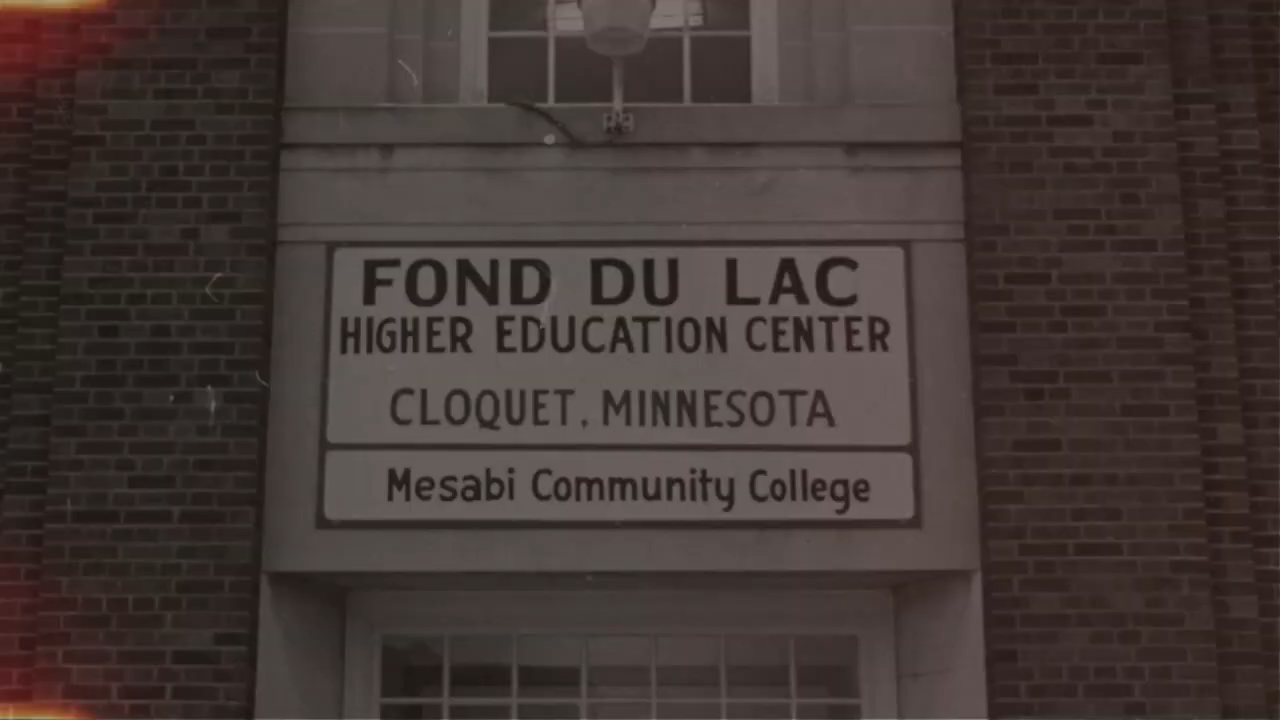 FOND DU LAC
HIGHER EDUCATION CENTER
CLOQUET, MINNESOTA
Mesabi Community College